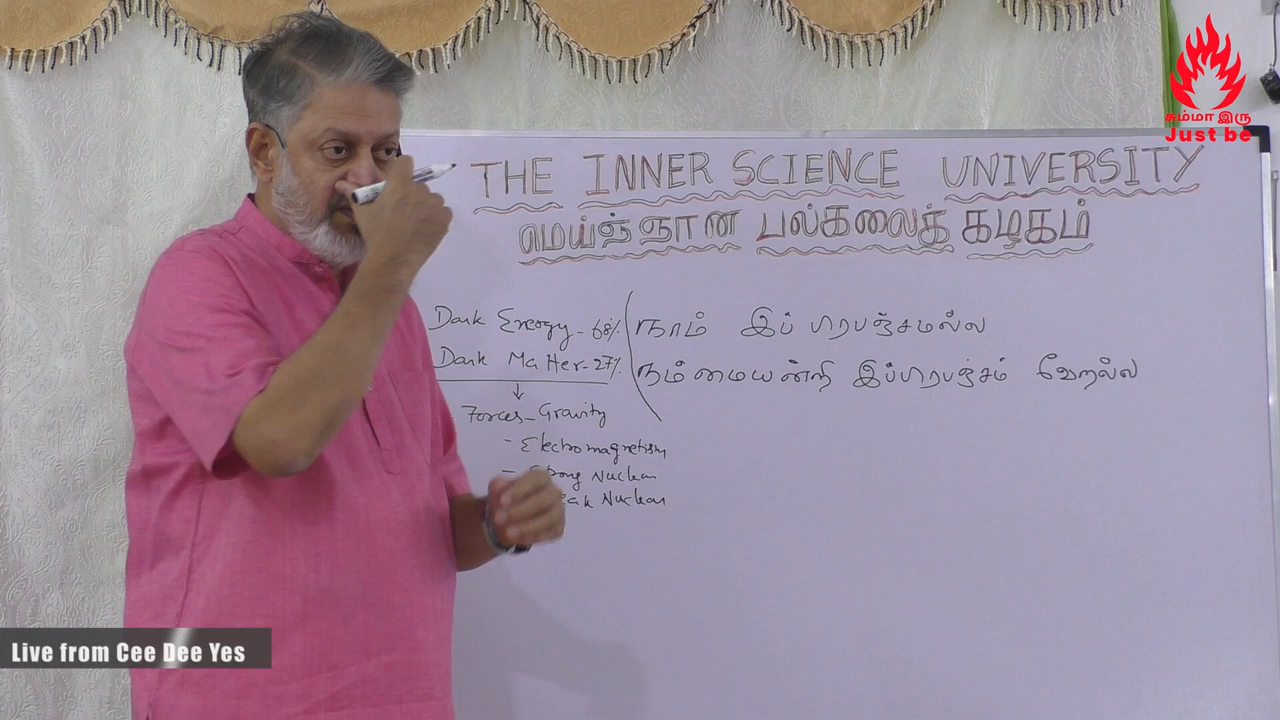 சும்மா இரு
Just be
THE INNER SCIENCE UNIVERSITY
மெய்ஞ்ஞான பல்கலைக் கழகம்
Dark Energy - 68% நாம் இப் பிரபஞ்சமல்ல
Dark Matter - 27% நம்மையன்றி இப்பிரபஞ்சம் வேறல்ல
Forces - Gravity
- Electromagnetism
- Strong Nuclear
Nuclear
Live from Cee Dee Yes